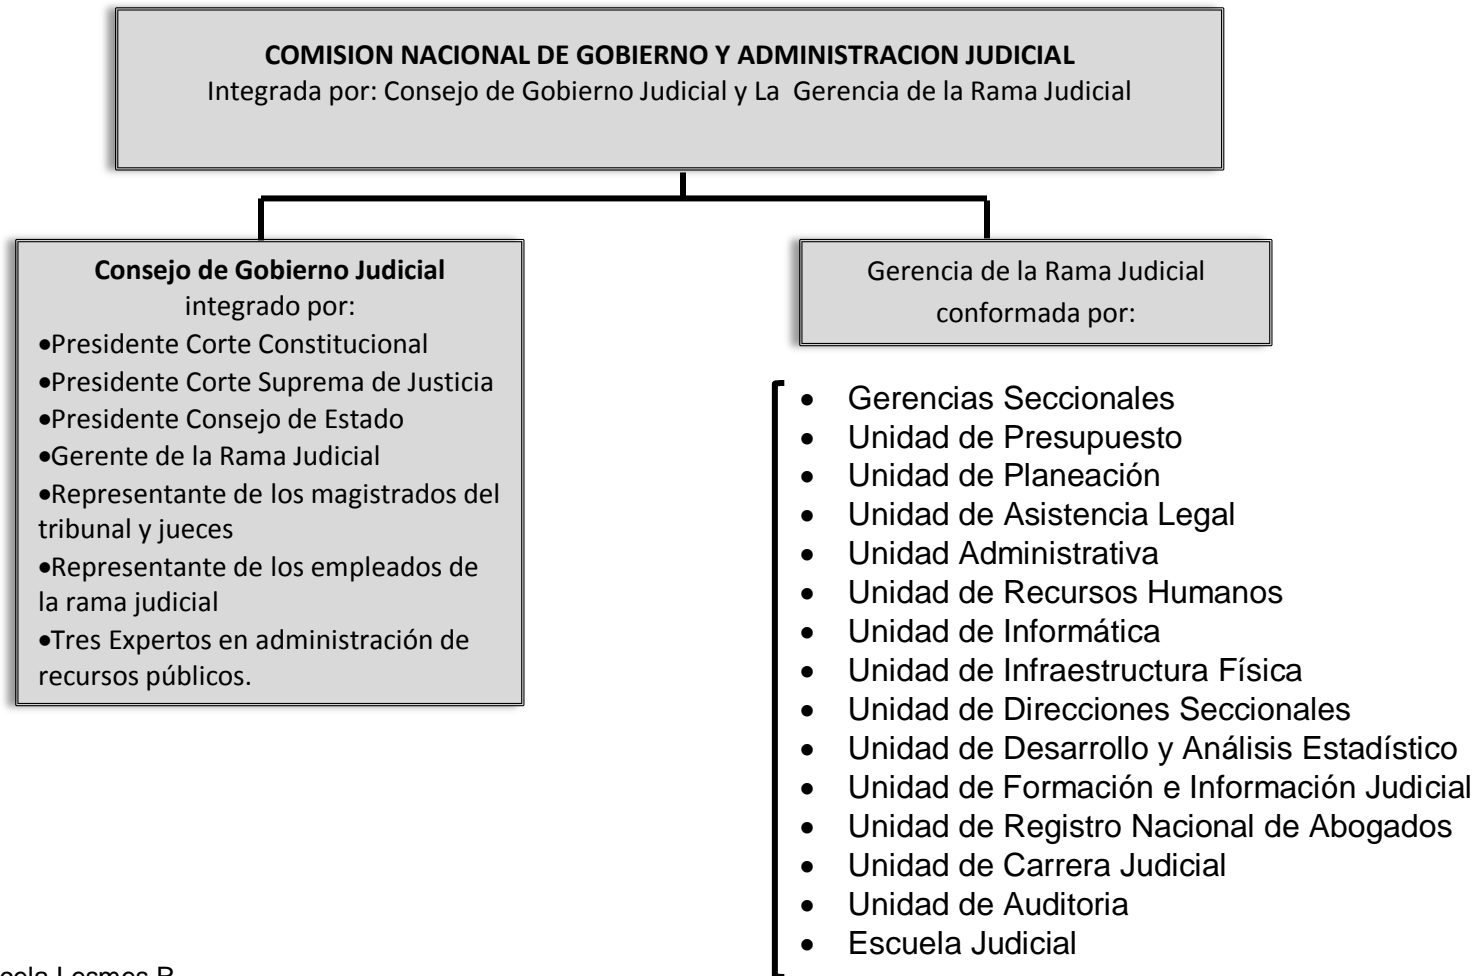 COMISION NACIONAL DE GOBIERNO Y ADMINISTRACION JUDICIAL
Integrada por: Consejo de Gobierno Judicial y La Gerencia de la Rama Judicial
Consejo de Gobierno Judicial
integrado por:
•Presidente Corte Constitucional
•Presidente Corte Suprema de Justicia
•Presidente Consejo de Estado
•Gerente de la Rama Judicial
•Representante de los magistrados del
tribunal y jueces
•Representante de los empleados de
la rama judicial
•Tres Expertos en administración de
recursos públicos.
Gerencia de la Rama Judicial
conformada por:
• Gerencias Seccionales
• Unidad de Presupuesto
• Unidad de Planeación
• Unidad de Asistencia Legal
• Unidad Administrativa
• Unidad de Recursos Humanos
• Unidad de Informática
• Unidad de Infraestructura Física
• Unidad de Direcciones Seccionales
• Unidad de Desarrollo y Análisis Estadístico
• Unidad de Formación e Información Judicial
• Unidad de Registro Nacional de Abogados
• Unidad de Carrera Judicial
• Unidad de Auditoria
• Escuela Judicial